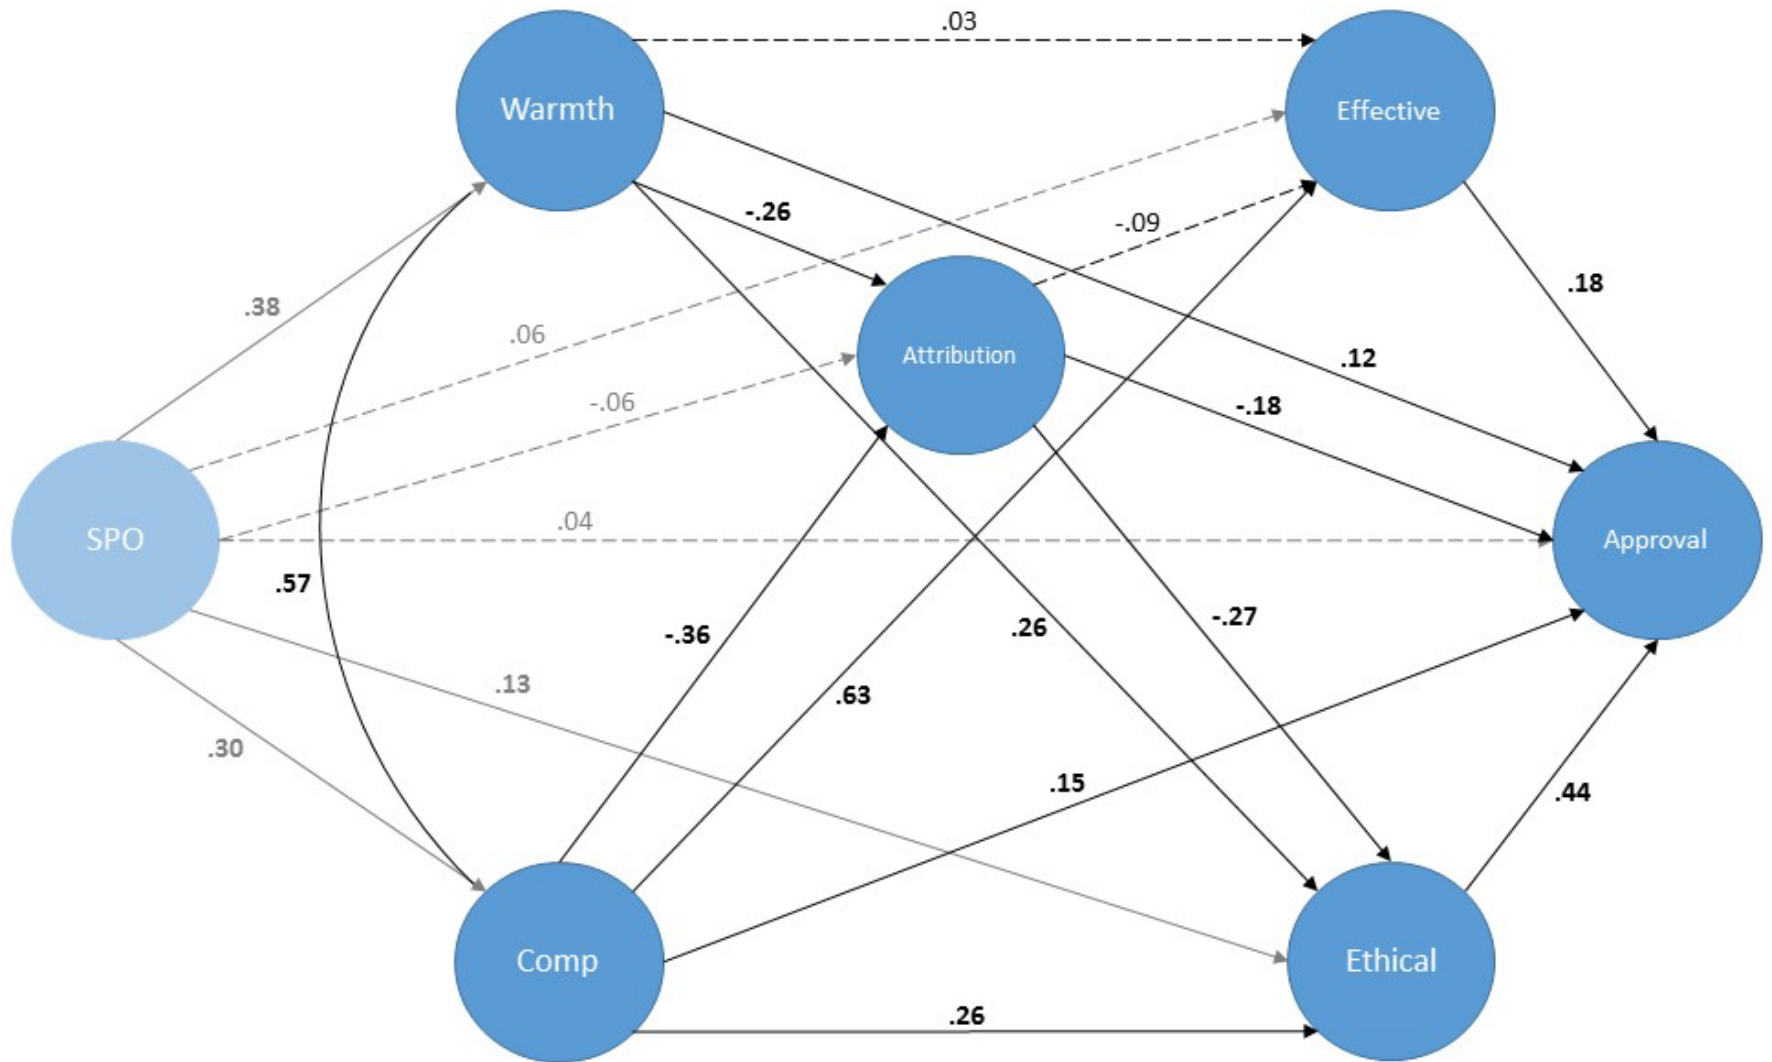 .03
Warmth
Effective
-.26
-.09
.38
.06
.18
Attribution
.12
-.06
-.18
.04
SPO
Approval
.57
-.36
.26
-.27
.13
.63
.30
.15
.44
Comp
Ethical
.26